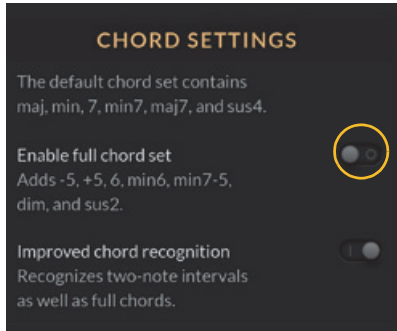 CHORD SETTINGS
The default chord set contains
maj, min, 7, min7, maj7, and sus4.
Enable full chord set
Adds -5, +5, 6, min6, min7-5,
dim, and sus2.
Improved chord recognition
Recognizes two-note intervals
as well as full chords.